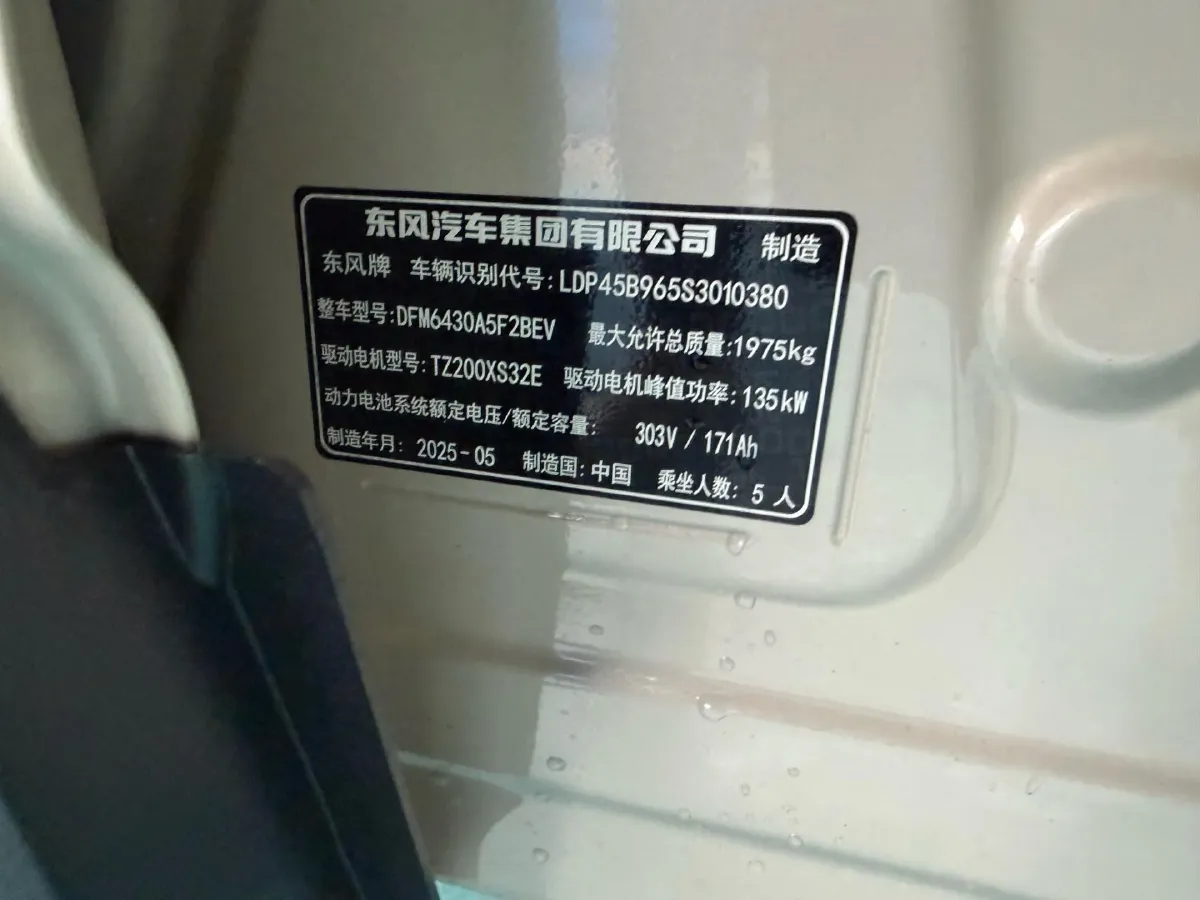 东风汽车集团有限公司 制造
东风牌 车辆识别代号:LDP45B965S3010380
整车型号:DFM6430A5F2BEV 最大允许总质量:1975kg
驱动电机型号:TZ200XS32E 驱动电机峰值功率:135kW
动力电池系统额定电压/额定容量: 303V / 171Ah
制造年月: 2025-05 制造国:中国 乘坐人数: 5 人